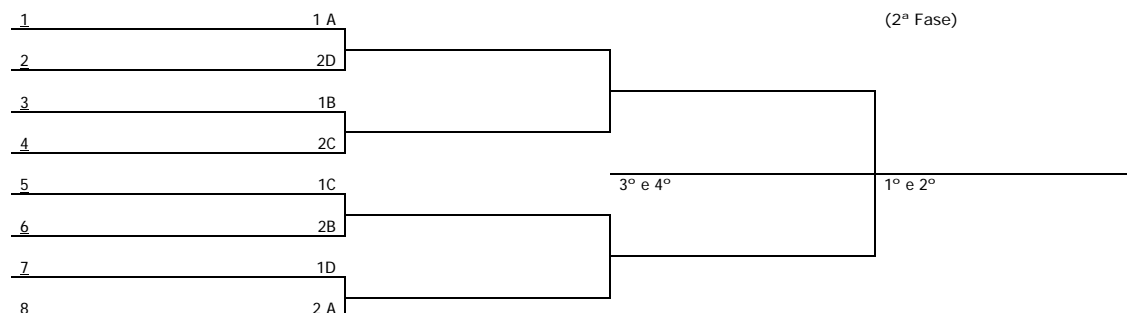 1 1 A (2ª Fase)
2 2D
3 1B
4 2C
5 1C 3º e 4º 1º e 2º
6 2B
7 1D
8 2 A